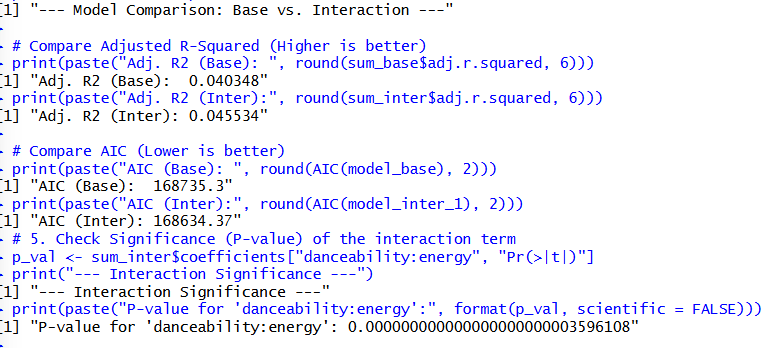 [1] "--- Model Comparison: Base vs. Interaction ---"
>
> # Compare Adjusted R-Squared (Higher is better)
> print(paste("Adj. R2 (Base): ", round(sum_base$adj.r.squared, 6)))
[1] "Adj. R2 (Base):  0.040348"
> print(paste("Adj. R2 (Inter):", round(sum_inter$adj.r.squared, 6)))
[1] "Adj. R2 (Inter): 0.045534"
>
> # Compare AIC (Lower is better)
> print(paste("AIC (Base): ", round(AIC(model_base), 2)))
[1] "AIC (Base):  168735.3"
> print(paste("AIC (Inter):", round(AIC(model_inter_1), 2)))
[1] "AIC (Inter): 168634.37"
> # 5. Check Significance (P-value) of the interaction term
> p_val <- sum_inter$coefficients["danceability:energy", "Pr(>|t|)"]
> print("--- Interaction Significance ---")
[1] "--- Interaction Significance ---"
> print(paste("P-value for 'danceability:energy':", format(p_val, scientific = FALSE)))
[1] "P-value for 'danceability:energy': 0.000000000000000000000003596108"
>